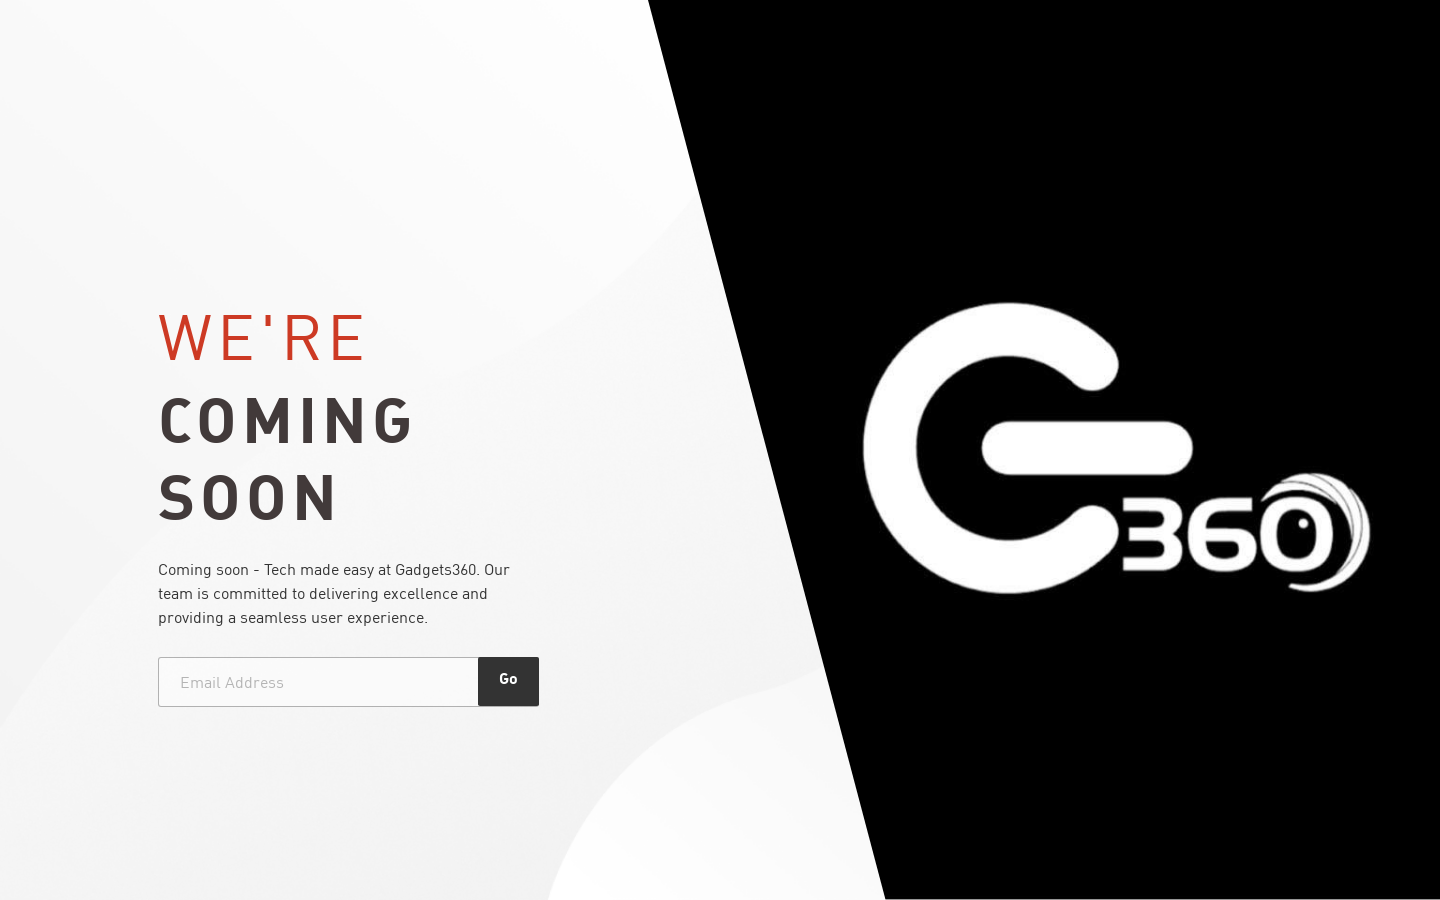 WE'RE
COMING
SOON
Coming soon - Tech made easy at Gadgets360. Our
team is committed to delivering excellence and
providing a seamless user experience.
Email Address
Go
G360